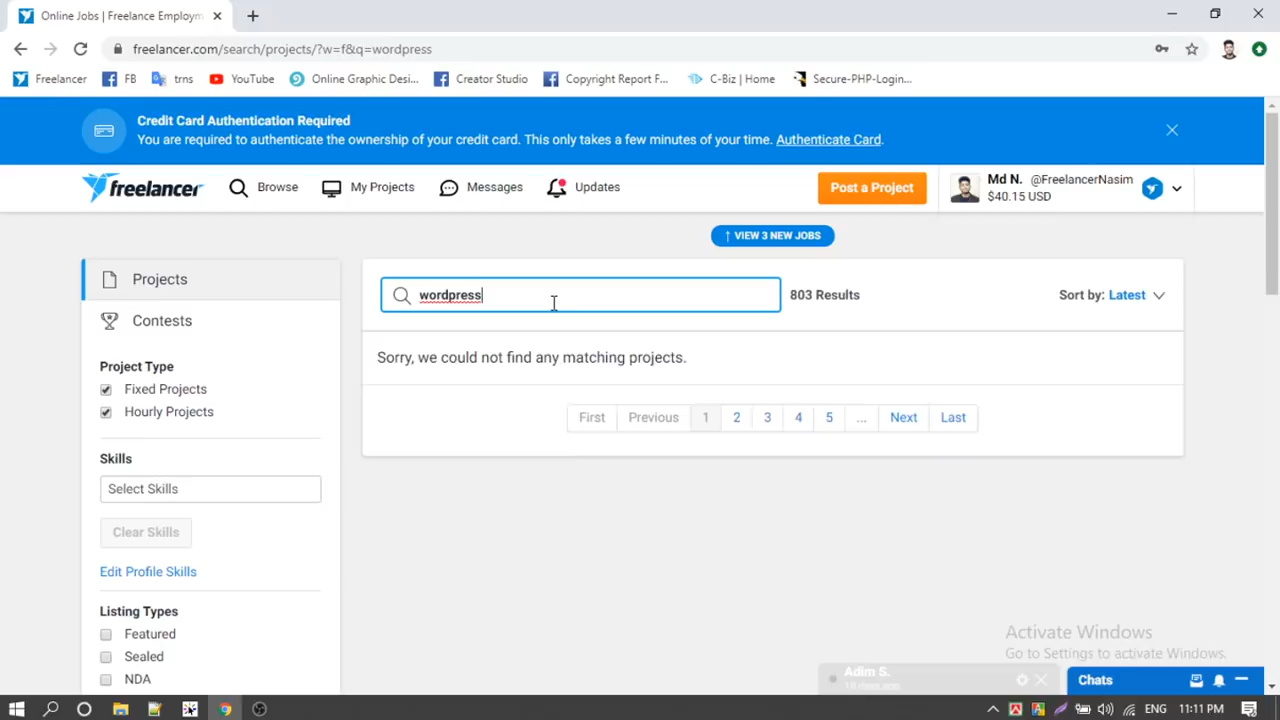 Online Jobs | Freelance Employm
freelancer.com/search/projects/?w=f&q=wordpress
Freelancer
FB
trns
YouTube
Online Graphic Desi...
Creator Studio
Copyright Report F...
C-Biz | Home
Secure-PHP-Login...
Credit Card Authentication Required
You are required to authenticate the ownership of your credit card. This only takes a few minutes of your time. Authenticate Card.
freelancer
Browse
My Projects
Messages
Updates
Post a Project
Md N. @FreelancerNasim
$40.15 USD
↑ VIEW 3 NEW JOBS
Projects
Contests
Project Type
Fixed Projects
Hourly Projects
Skills
Select Skills
Clear Skills
Edit Profile Skills
Listing Types
Featured
Sealed
NDA
wordpress
803 Results
Sort by: Latest
Sorry, we could not find any matching projects.
First Previous 1 2 3 4 5 ... Next Last
Activate Windows
Go to Settings to activate Windows.
Adim S.
Chats
ENG 11:11 PM